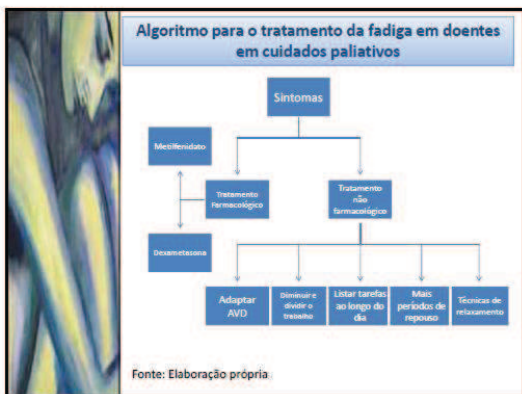 Algoritmo para o tratamento da fadiga em doentes
em cuidados paliativos
Sintomas
Metilfenidato
Tratamento
Farmacológico
Tratamento
não
farmacológico
Dexametasona
Adaptar
AVD
Diminuir e
dividir o
trabalho
Listar tarefas
ao longo do
dia
Mais
períodos de
repouso
Técnicas de
relaxamento
Fonte: Elaboração própria